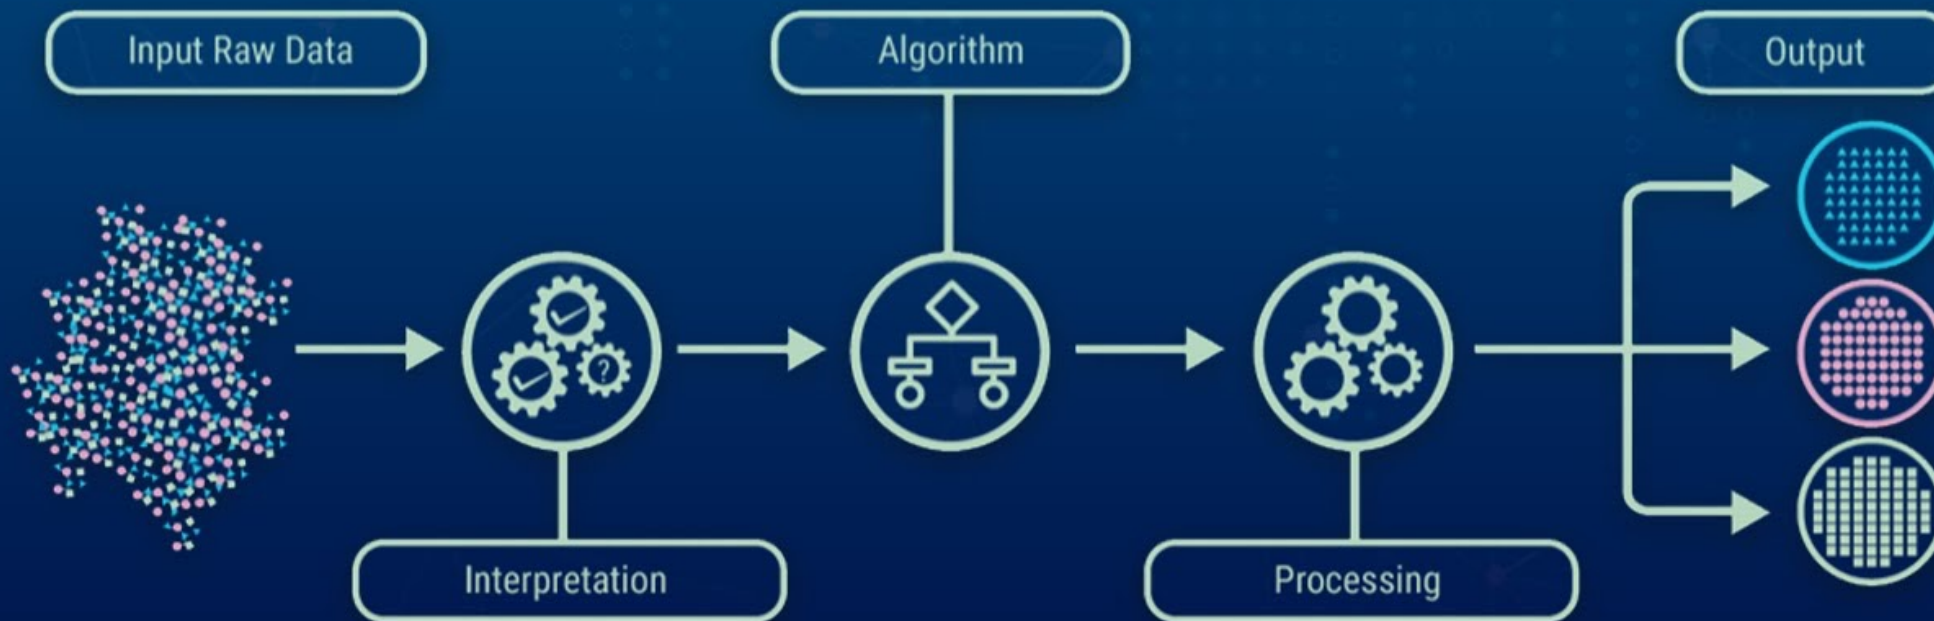 Input Raw Data
Algorithm
Output
?
Interpretation
Processing